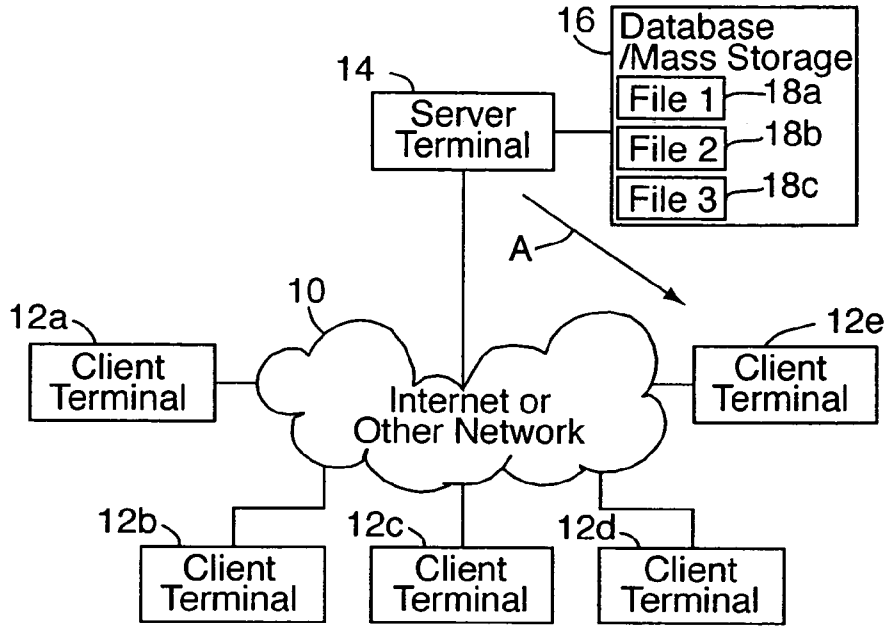 16
Database
/Mass Storage
File 1
18a
File 2
18b
File 3
18c
14
Server
Terminal
A
10
Internet or
Other Network
12a
Client
Terminal
12e
Client
Terminal
12b
Client
Terminal
12c
Client
Terminal
12d
Client
Terminal